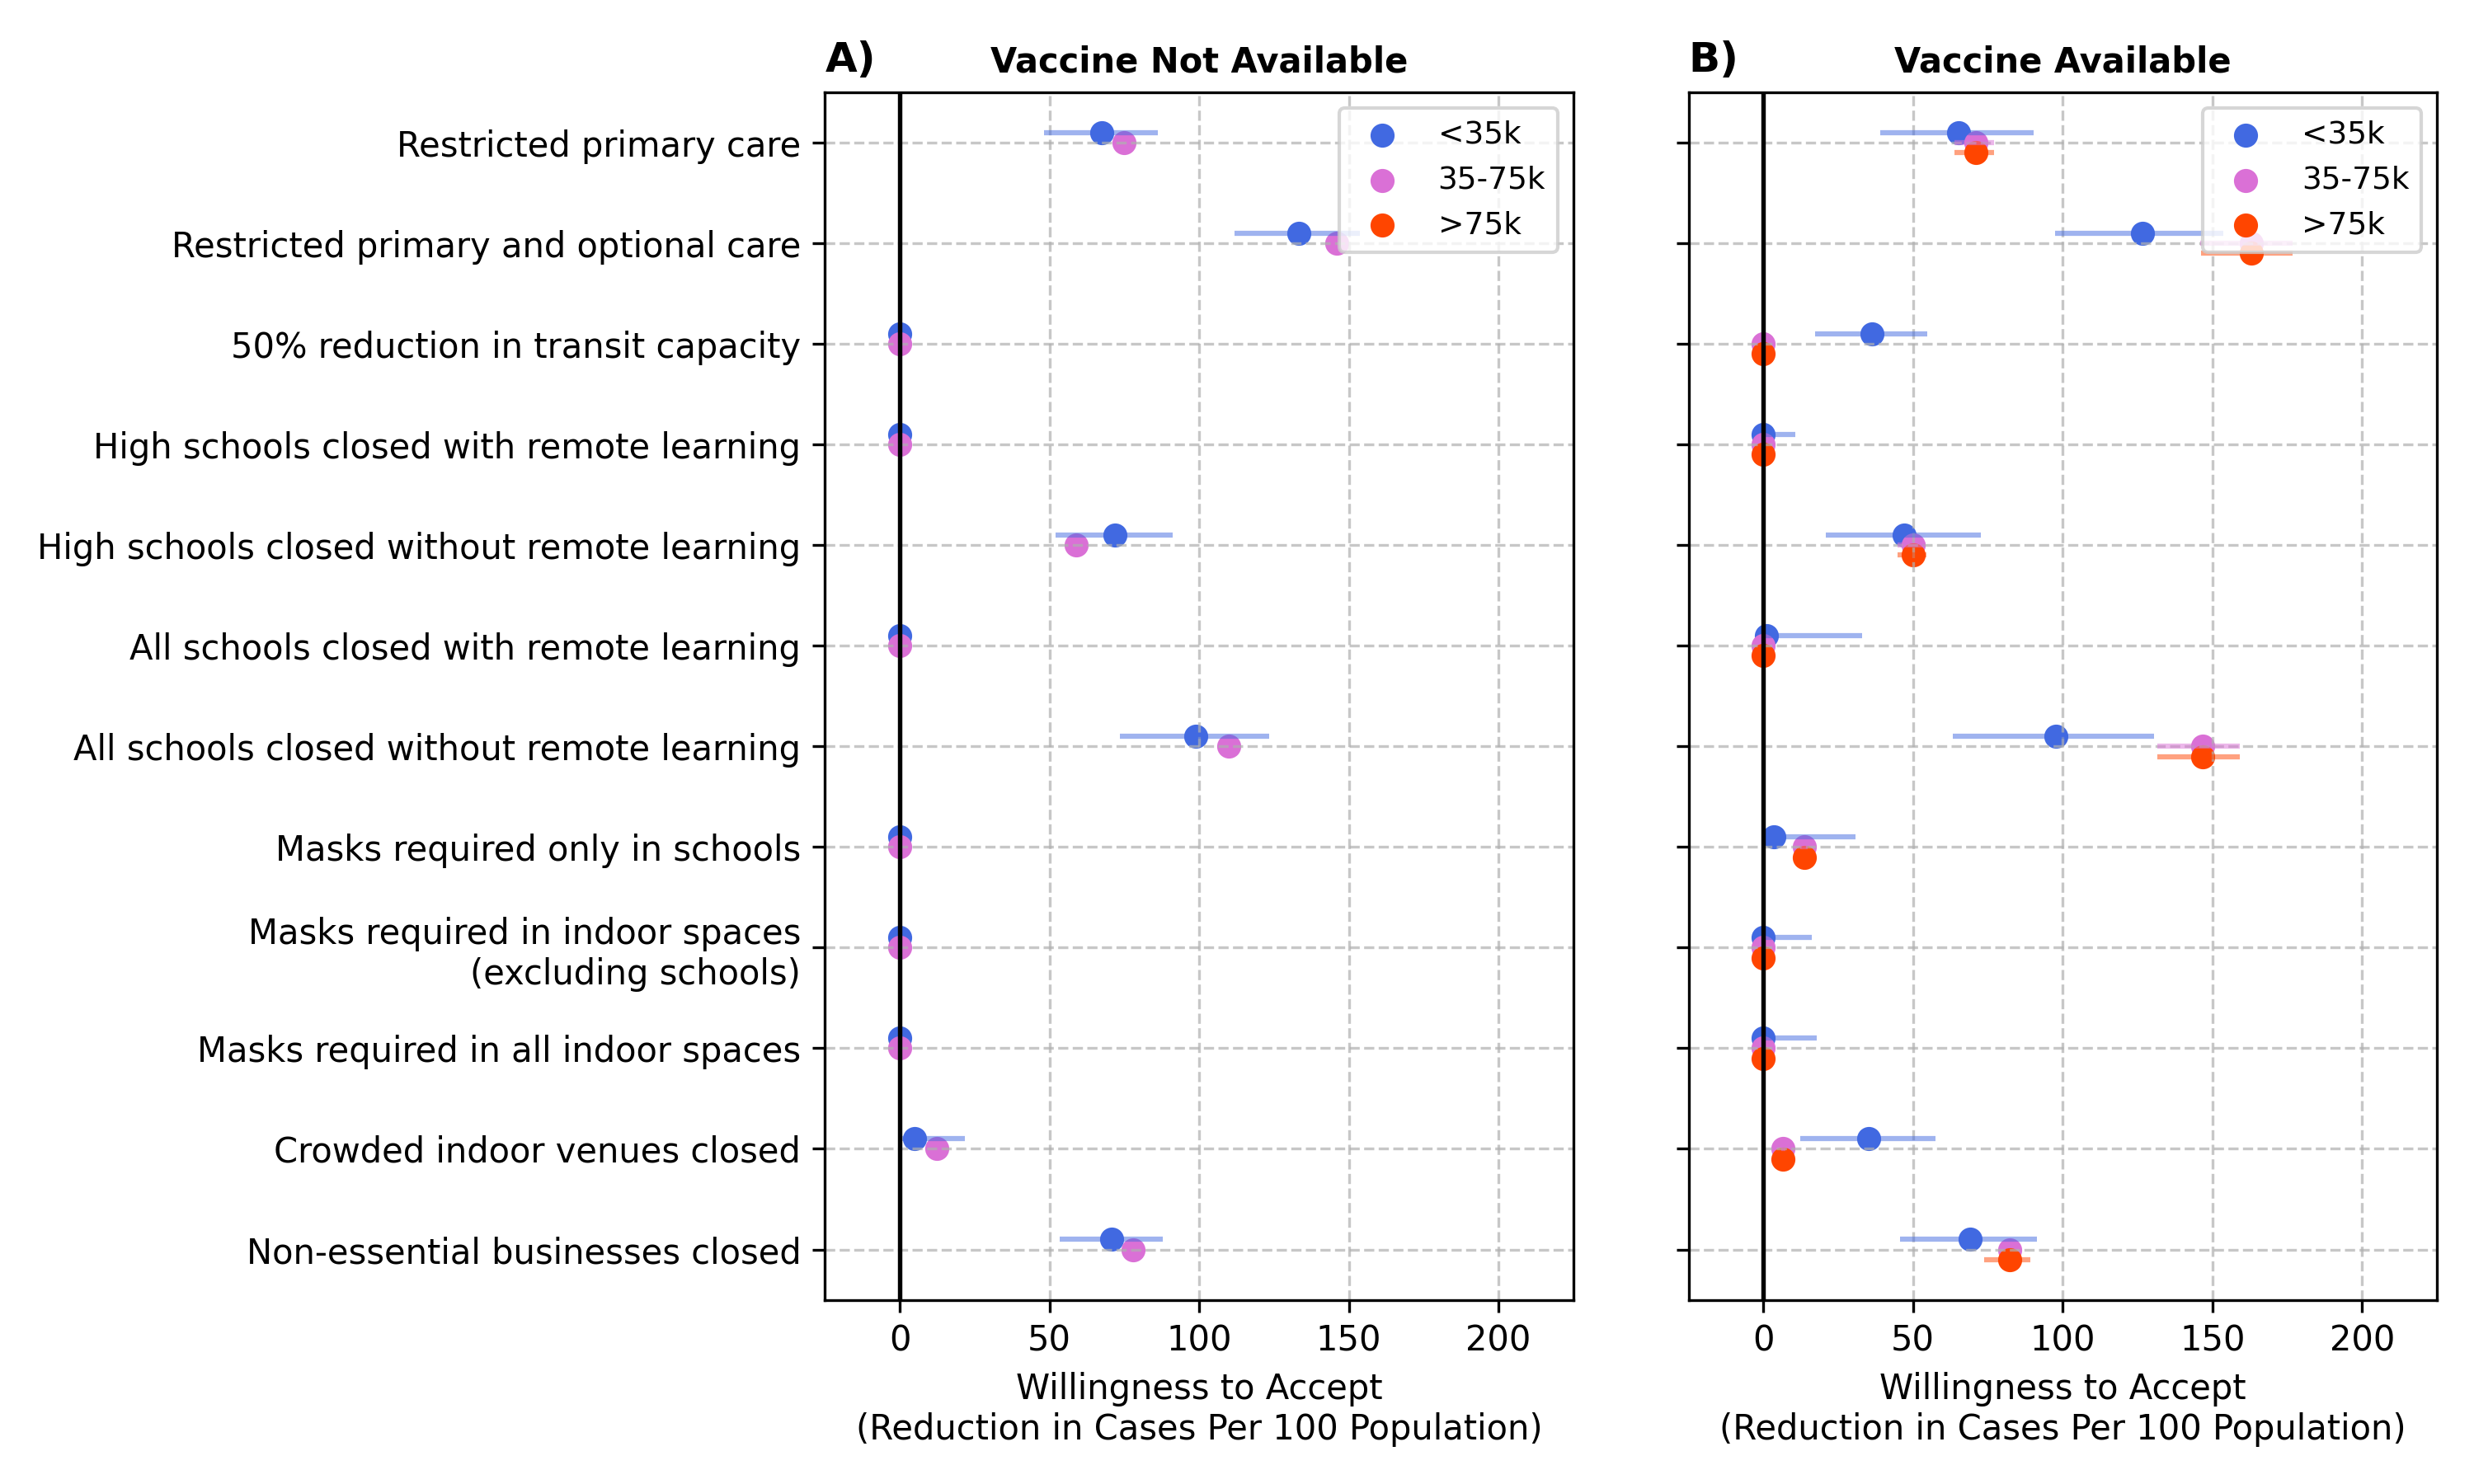 A) Vaccine Not Available
B) Vaccine Available
<35k
35-75k
>75k
<35k
35-75k
>75k
Restricted primary care
Restricted primary and optional care
50% reduction in transit capacity
High schools closed with remote learning
High schools closed without remote learning
All schools closed with remote learning
All schools closed without remote learning
Masks required only in schools
Masks required in indoor spaces
(excluding schools)
Masks required in all indoor spaces
Crowded indoor venues closed
Non-essential businesses closed
0 50 100 150 200
Willingness to Accept
(Reduction in Cases Per 100 Population)
0 50 100 150 200
Willingness to Accept
(Reduction in Cases Per 100 Population)